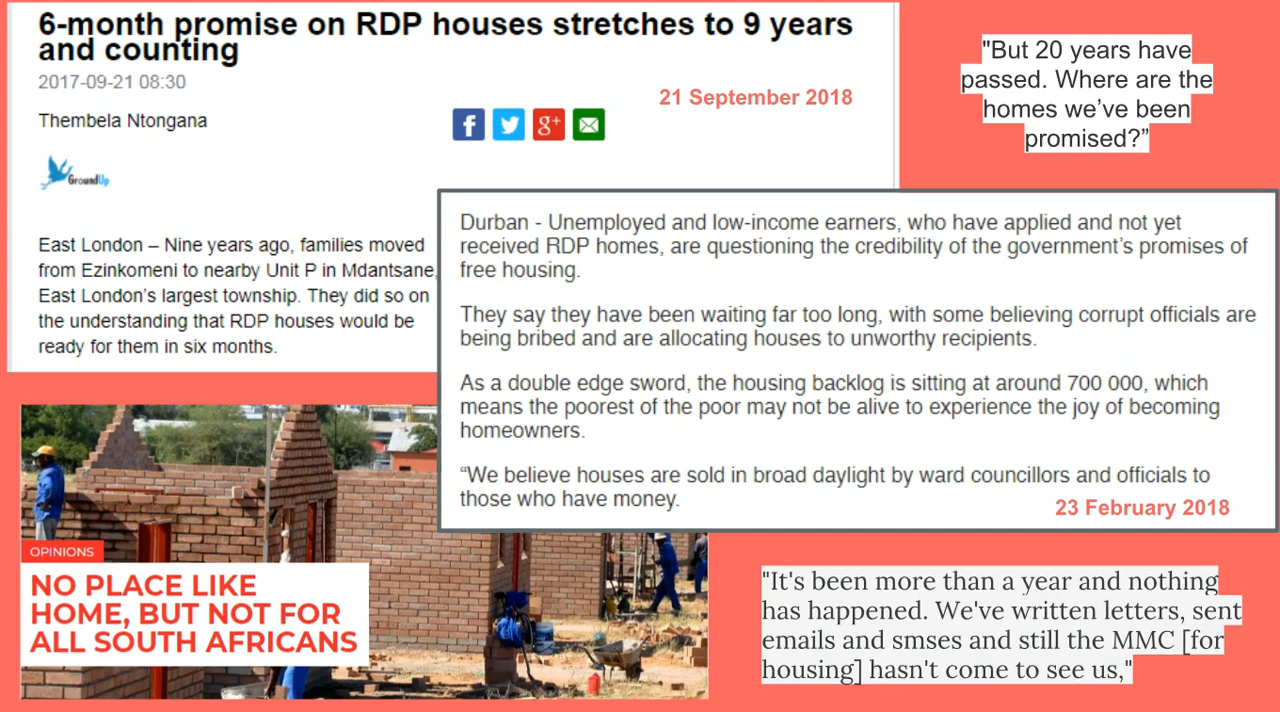 6-month promise on RDP houses stretches to 9 years
and counting
2017-09-21 08:30
21 September 2018
Thembela Ntongana
f
g+
GroundUp
East London – Nine years ago, families moved
from Ezinkomeni to nearby Unit P in Mdantsane,
East London's largest township. They did so on
the understanding that RDP houses would be
ready for them in six months.
"But 20 years have
passed. Where are the
homes we’ve been
promised?”
Durban - Unemployed and low-income earners, who have applied and not yet
received RDP homes, are questioning the credibility of the government's promises of
free housing.
They say they have been waiting far too long, with some believing corrupt officials are
being bribed and are allocating houses to unworthy recipients.
As a double edge sword, the housing backlog is sitting at around 700 000, which
means the poorest of the poor may not be alive to experience the joy of becoming
homeowners.
“We believe houses are sold in broad daylight by ward councillors and officials to
those who have money.
23 February 2018
OPINIONS
NO PLACE LIKE
HOME, BUT NOT FOR
ALL SOUTH AFRICANS
"It's been more than a year and nothing
has happened. We've written letters, sent
emails and smses and still the MMC [for
housing] hasn't come to see us,"